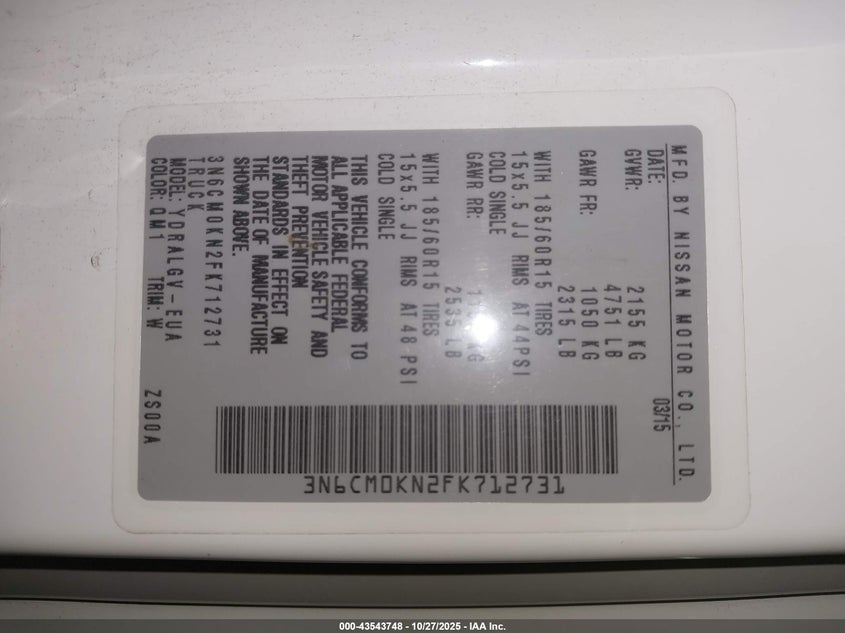 MFD. BY NISSAN MOTOR CO., LTD.
DATE: 03/15
GVWR: 2155 KG
4751 LB
GAWR FR: 1050 KG
2315 LB
WITH 185/60R15 TIRES
15x5.5 JJ RIMS AT 44PSI
COLD SINGLE
GAWR RR: KG
2535 LB
WITH 185/60R15 TIRES
15x5.5 JJ RIMS AT 48 PSI
COLD SINGLE
THIS VEHICLE CONFORMS TO
ALL APPLICABLE FEDERAL
MOTOR VEHICLE SAFETY AND
THEFT PREVENTION
STANDARDS IN EFFECT ON
THE DATE OF MANUFACTURE
SHOWN ABOVE.
3N6CM0KN2FK712731
TRUCK
MODEL: YDRALGV-EUA
COLOR: QM1 TRIM: W ZS00A
3N6CM0KN2FK712731
000-43543748 - 10/27/2025 - IAA Inc.